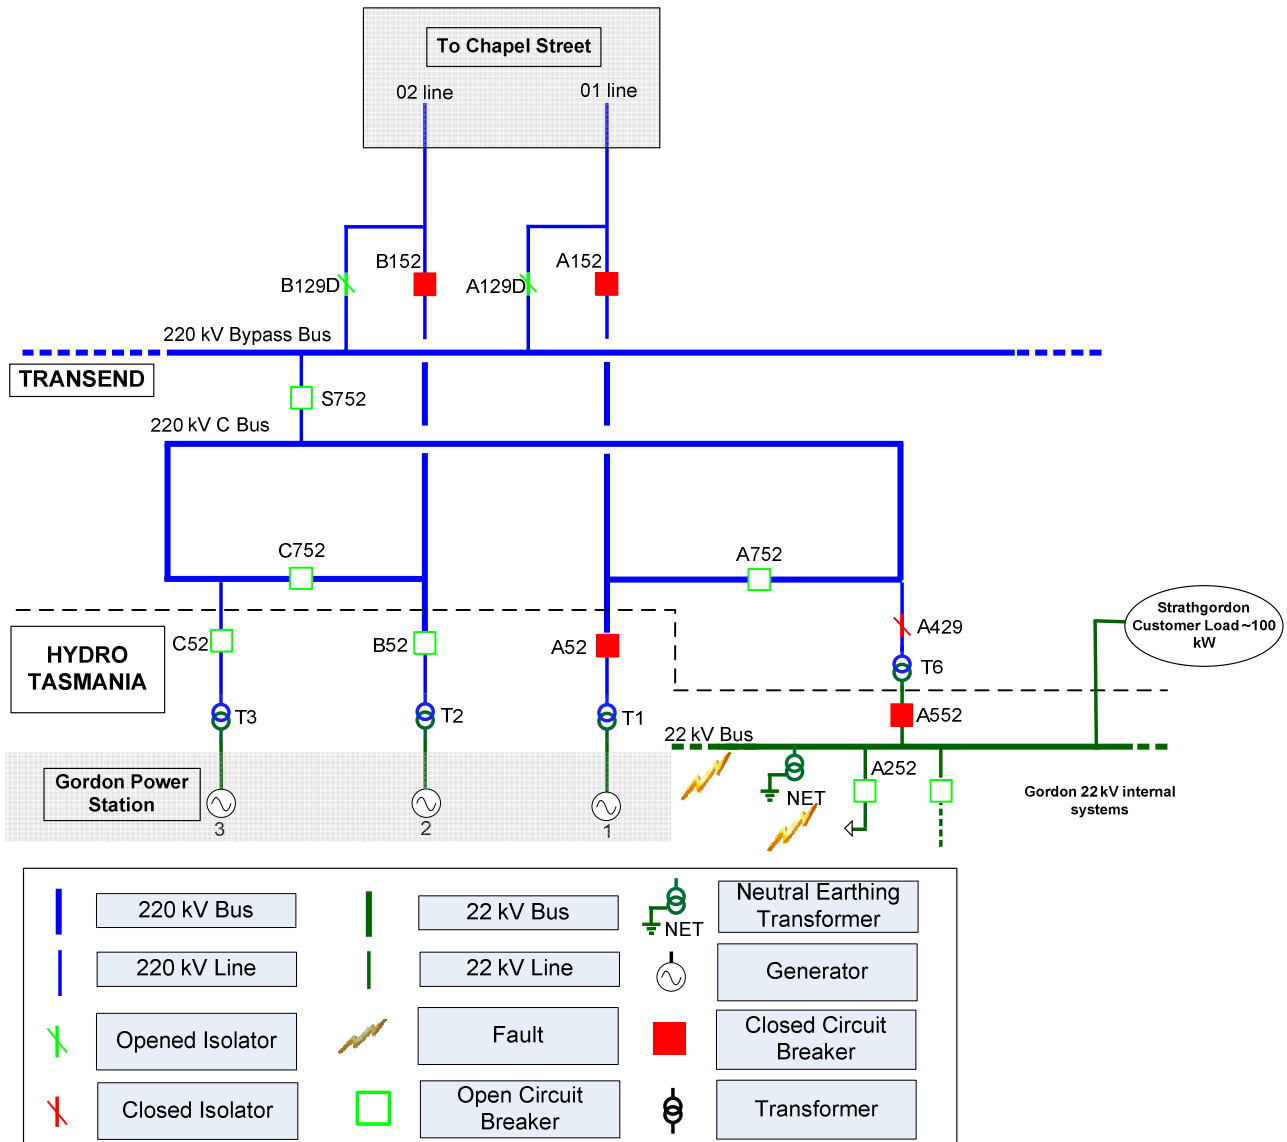 To Chapel Street
02 line
01 line
B152
A152
B129D
A129D
220 kV Bypass Bus
TRANSEND
S752
220 kV C Bus
C752
A752
HYDRO
TASMANIA
C52
B52
A52
A429
Strathgordon
Customer Load ~100
kW
T6
T3
T2
T1
A552
22 kV Bus
Gordon Power
Station
A252
NET
Gordon 22 kV internal
systems
3
2
1
220 kV Bus
22 kV Bus
NET
Neutral Earthing
Transformer
220 kV Line
22 kV Line
Generator
Opened Isolator
Fault
Closed Circuit
Breaker
Closed Isolator
Open Circuit
Breaker
Transformer